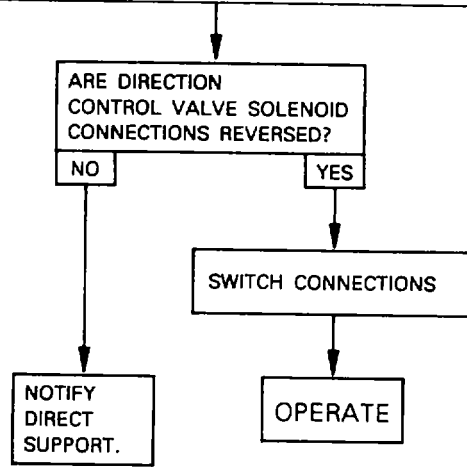 ARE DIRECTION
CONTROL VALVE SOLENOID
CONNECTIONS REVERSED?
NO
YES
SWITCH CONNECTIONS
NOTIFY
DIRECT
SUPPORT.
OPERATE